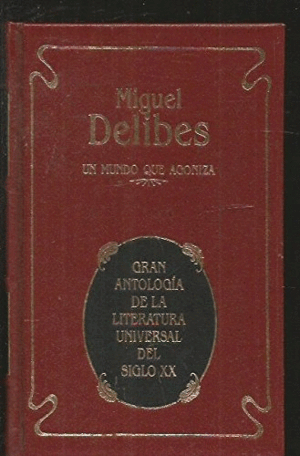 Miguel
Delibes
UN MUNDO QUE AGONIZA
GRAN
ANTOLOGÍA
DE LA
LITERATURA
UNIVERSAL
DEL
SIGLO XX